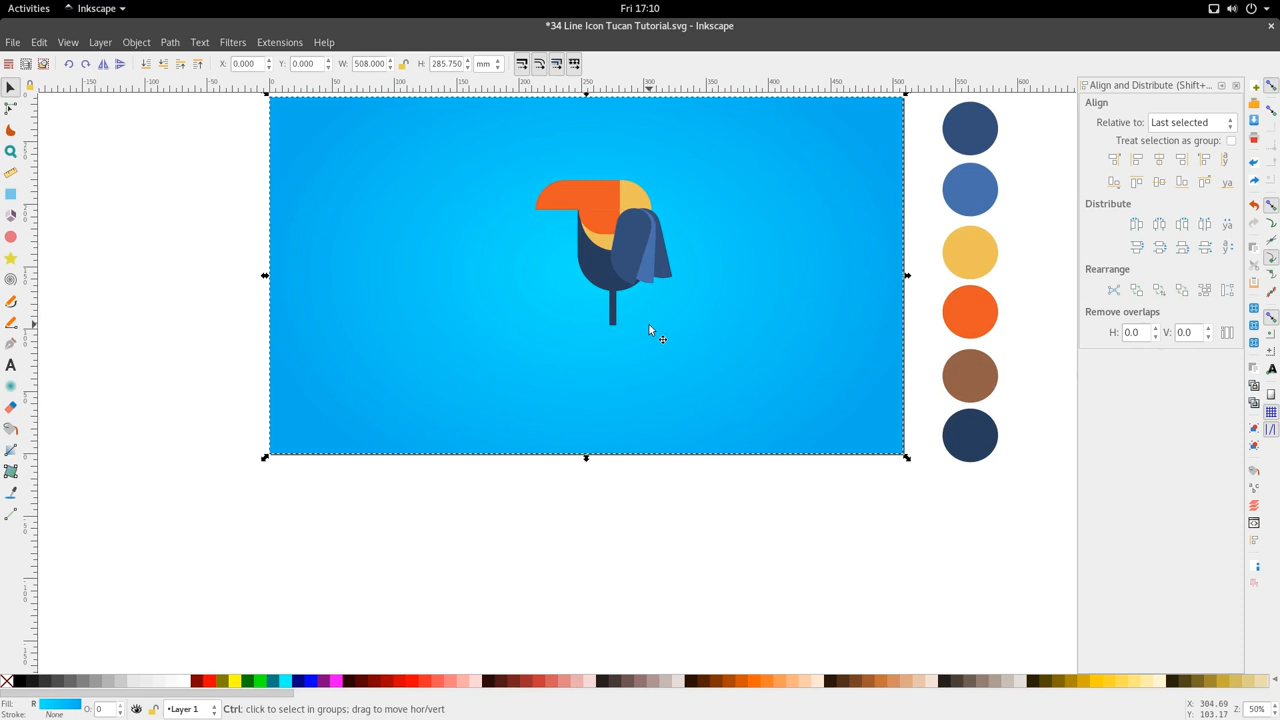 Activities Inkscape Fri 17:10
*34 Line Icon Tucan Tutorial.svg - Inkscape
File Edit View Layer Object Path Text Filters Extensions Help
X: 0.000 Y: 0.000 W: 508.000 H: 285.750 mm
Align and Distribute (Shift+...
Align
Relative to: Last selected
Treat selection as group:
Distribute
Rearrange
Remove overlaps
H: 0.0 V: 0.0
Fill: R
Stroke: None
O: 0
•Layer 1
Ctrl: click to select in groups; drag to move hor/vert
X: 304.69
Y: 103.17
Z: 50%